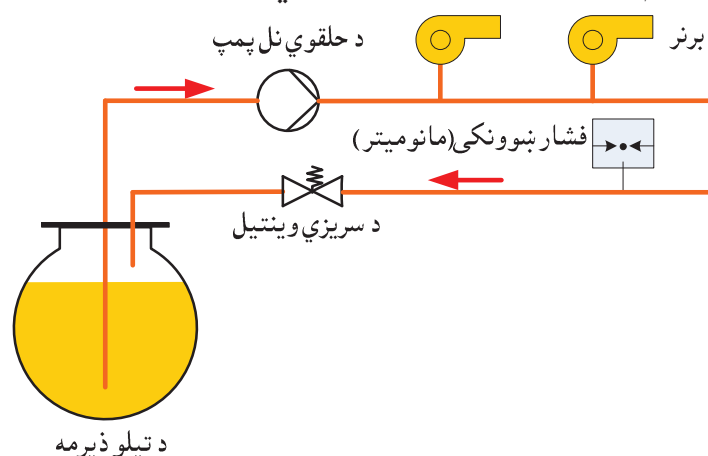 برنر
د حلقوي نل پمپ
فشار ښوونکی(مانومیتر)
د سریزي وینتیل
د تیلو ذیرمه